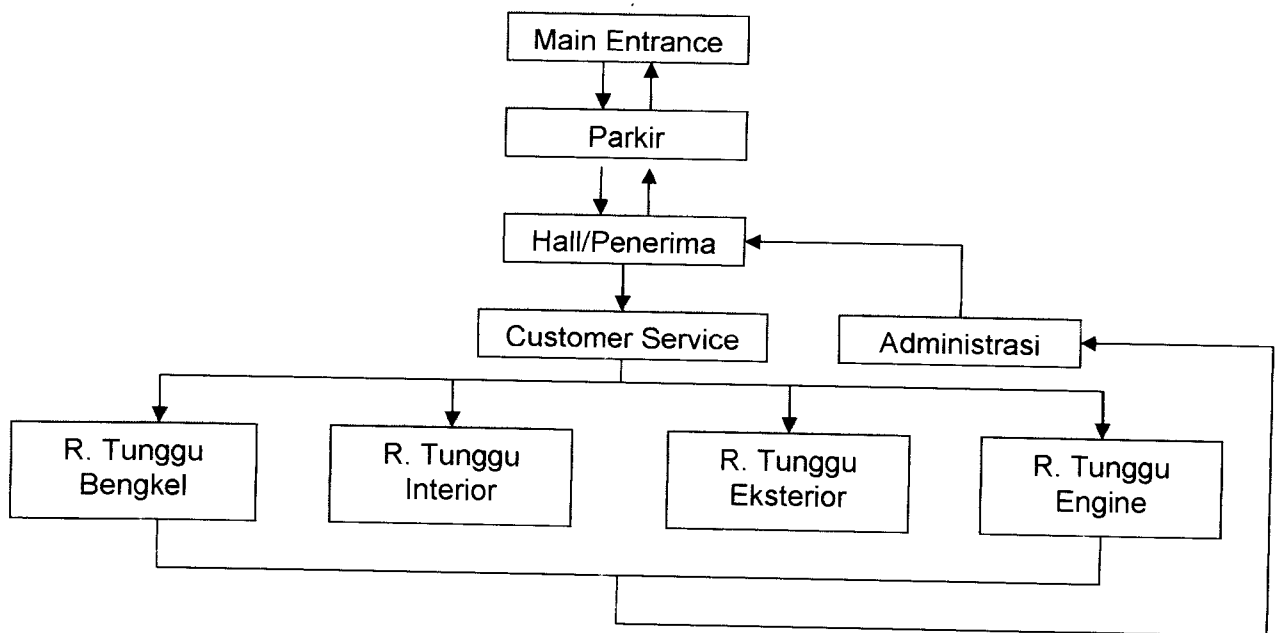 Main Entrance
Parkir
Hall/Penerima
Customer Service
Administrasi
R. Tunggu
Bengkel
R. Tunggu
Interior
R. Tunggu
Eksterior
R. Tunggu
Engine